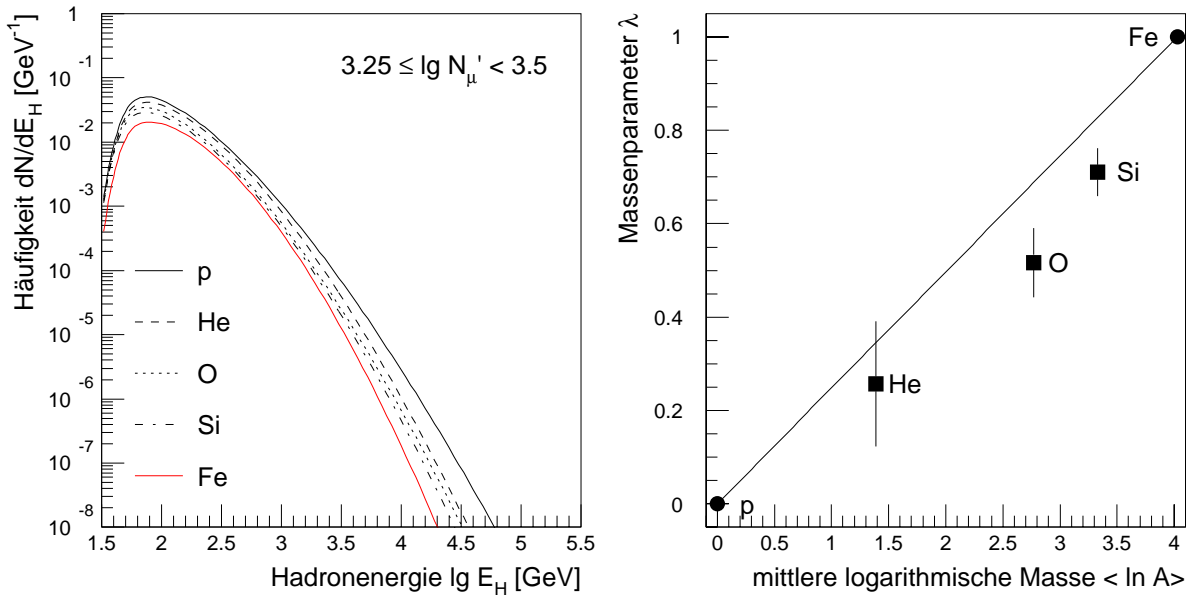 Häufigkeit dN/dE_H [GeV^-1]
1
10^-1
10^-2
10^-3
10^-4
10^-5
10^-6
10^-7
10^-8
3.25 ≤ lg N_μ' < 3.5
p
He
O
Si
Fe
1.5 2 2.5 3 3.5 4 4.5 5 5.5
Hadronenergie lg E_H [GeV]
Massenparameter λ
1
0.8
0.6
0.4
0.2
0
Fe
Si
O
He
p
0 0.5 1 1.5 2 2.5 3 3.5 4
mittlere logarithmische Masse < ln A>